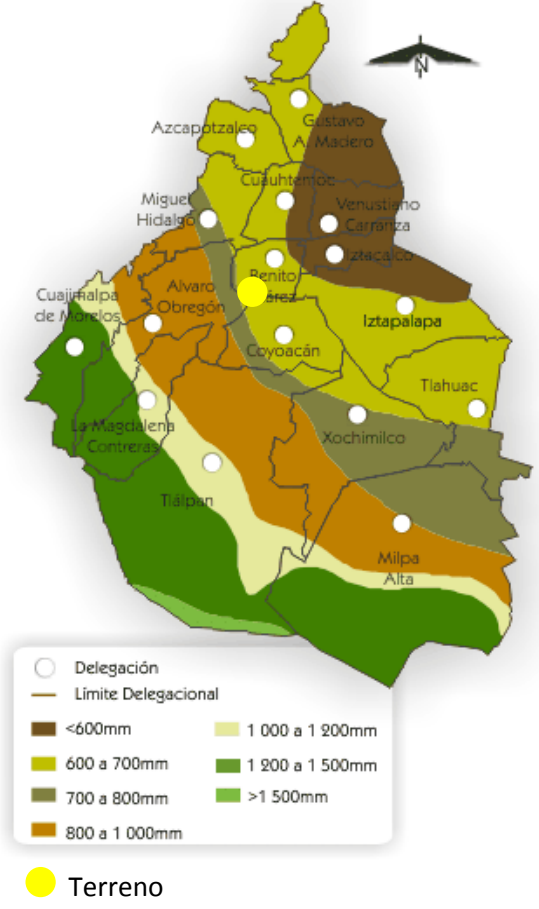 N
Gustavo
A. Madero
Azcapotzalco
Cuauhtemoc
Miguel
Hidalgo
Venustiano
Carranza
Iztacalco
Benito
árez
Cuajimalpa
de Morelos
Alvaro
Obregón
Iztapalapa
Coyoacán
Tlahuac
La Magdalena
Contreras
Xochimilco
Tlálpan
Milpa
Alta
Delegación
Límite Delegacional
<600mm
600 a 700mm
700 a 800mm
800 a 1 000mm
1 000 a 1 200mm
1 200 a 1 500mm
>1 500mm
Terreno